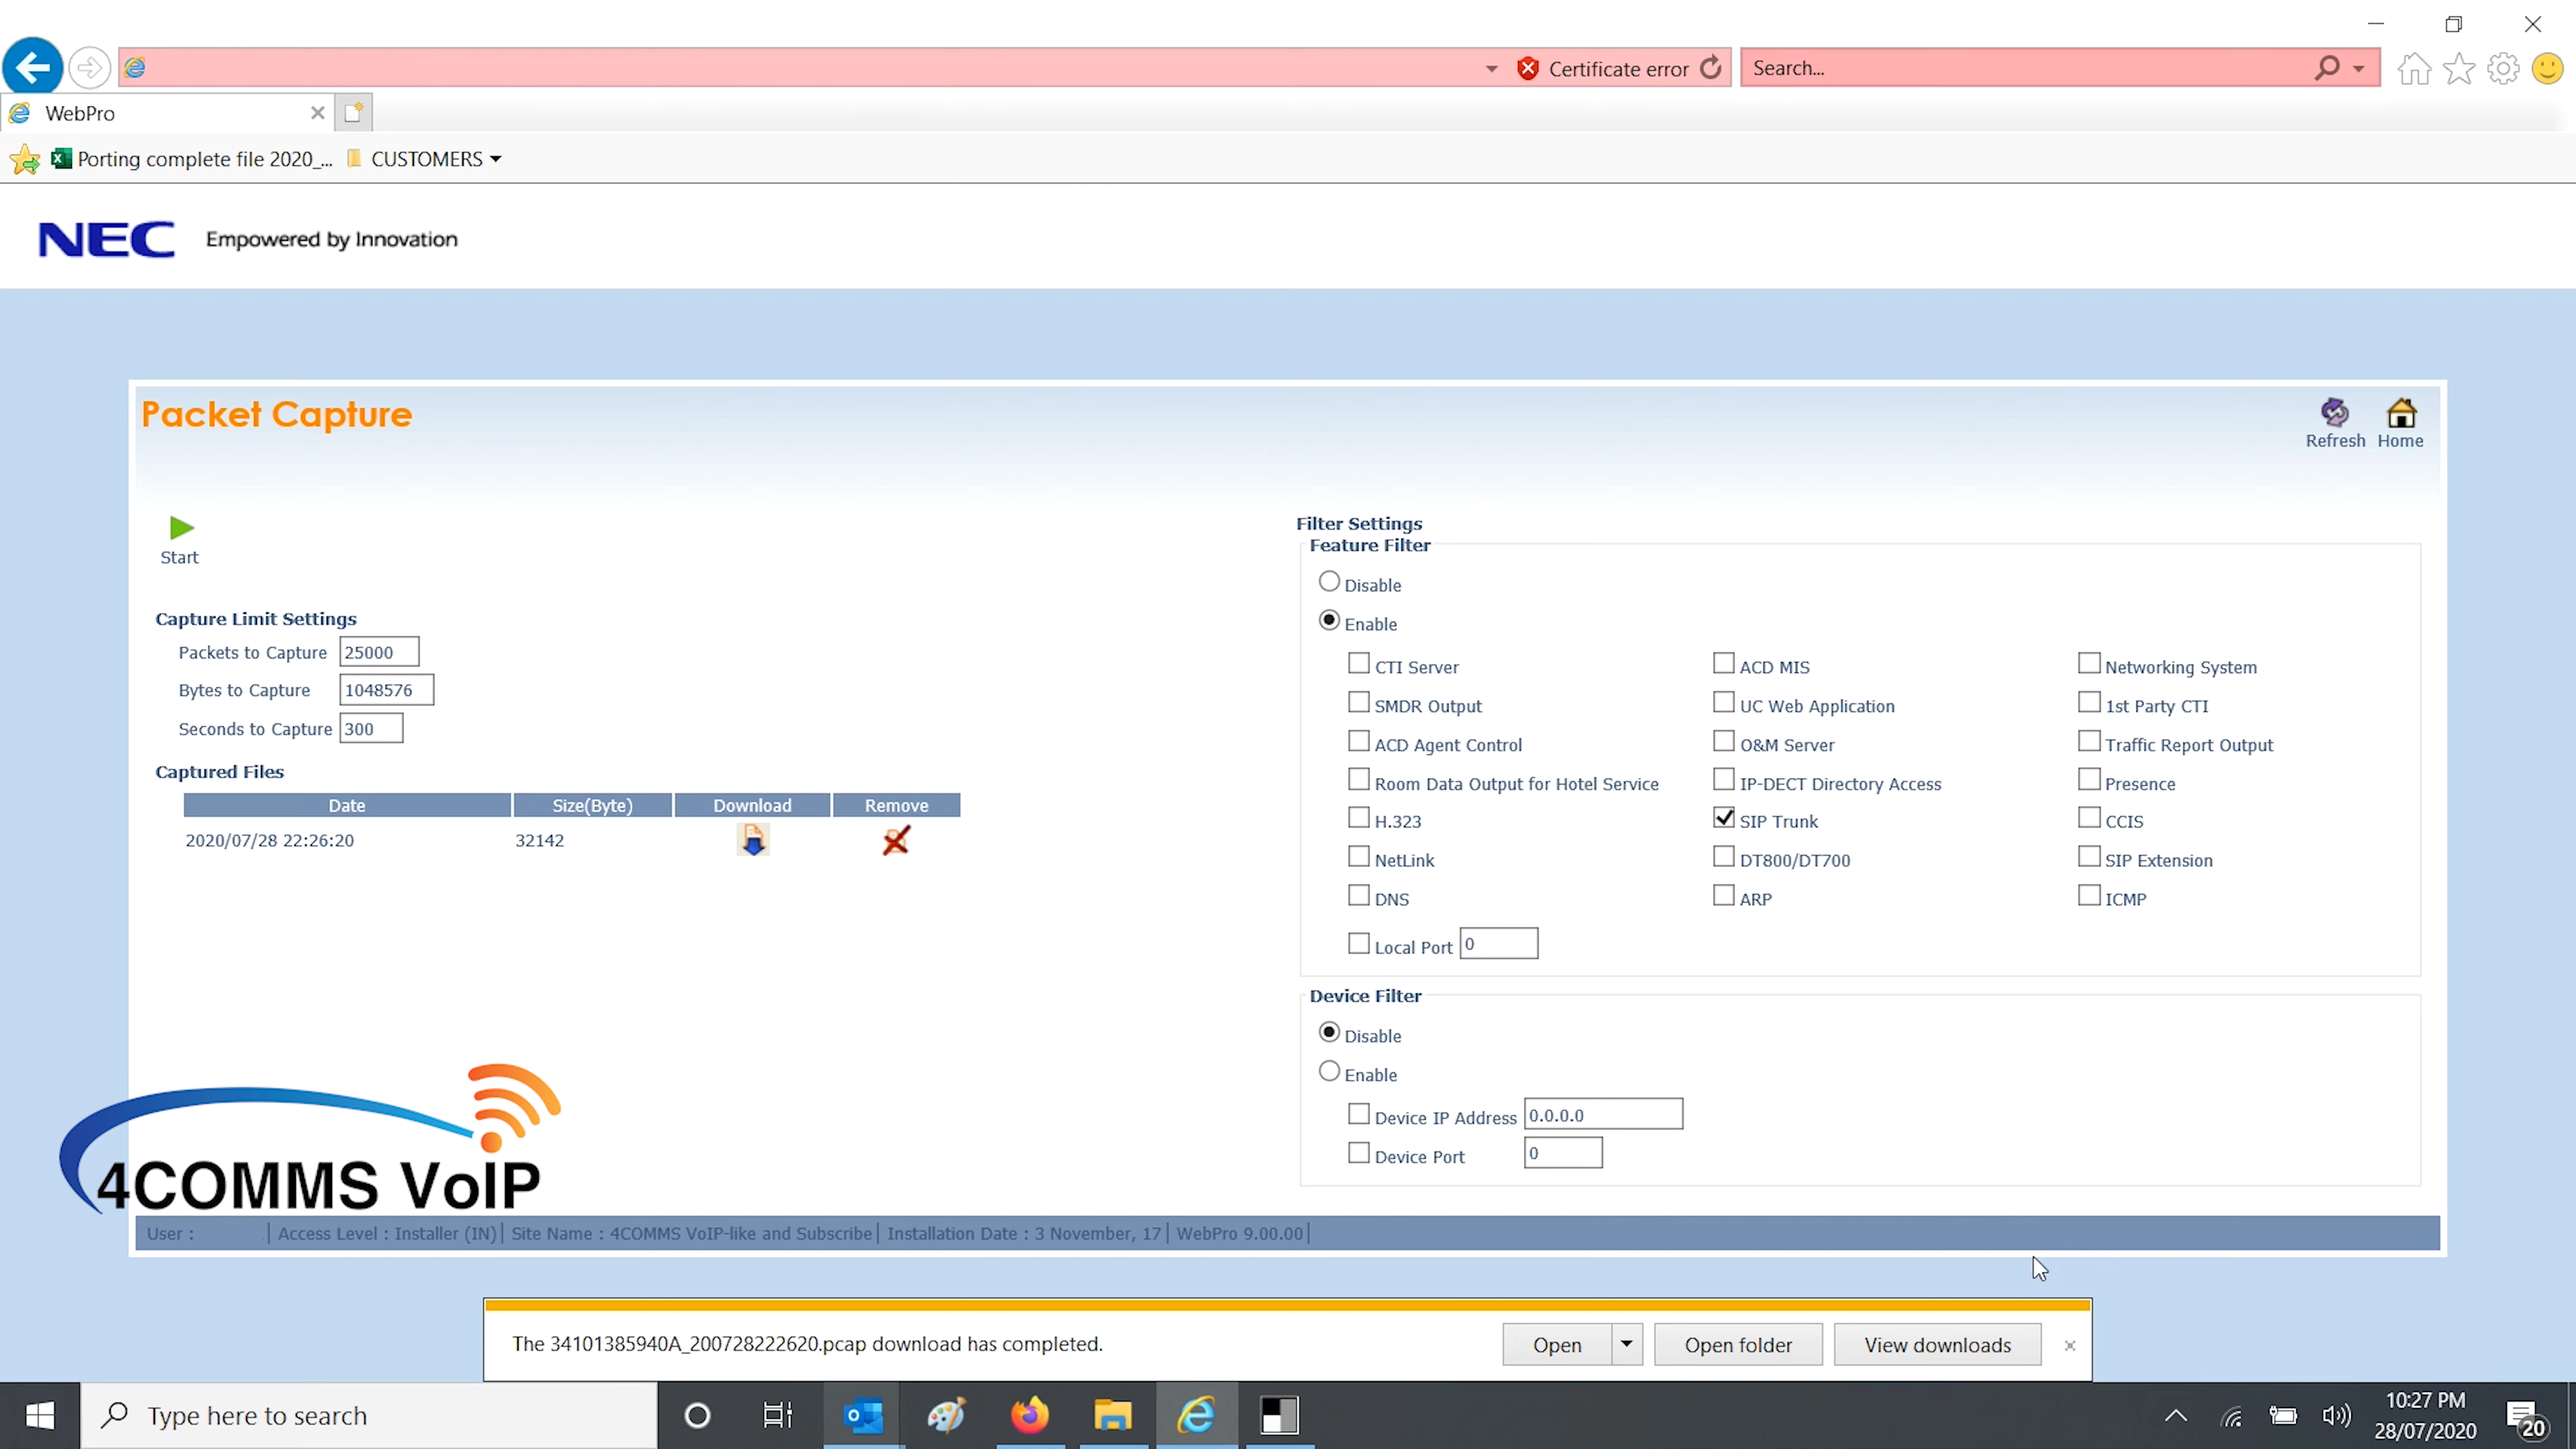 Certificate error
Search...
WebPro
Porting complete file 2020_... CUSTOMERS
NEC Empowered by Innovation
Packet Capture
Refresh Home
Start
Capture Limit Settings
Packets to Capture 25000
Bytes to Capture 1048576
Seconds to Capture 300
Captured Files
Date Size(Byte) Download Remove
2020/07/28 22:26:20 32142
Filter Settings
Feature Filter
Disable
Enable
CTI Server ACD MIS Networking System
SMDR Output UC Web Application 1st Party CTI
ACD Agent Control O&M Server Traffic Report Output
Room Data Output for Hotel Service IP-DECT Directory Access Presence
H.323 SIP Trunk CCIS
NetLink DT800/DT700 SIP Extension
DNS ARP ICMP
Local Port 0
Device Filter
Disable
Enable
Device IP Address 0.0.0.0
Device Port 0
4COMMS VoIP
User : | Access Level : Installer (IN)| Site Name : 4COMMS VoIP-like and Subscribe| Installation Date : 3 November, 17| WebPro 9.00.00|
The 34101385940A_200728222620.pcap download has completed. Open Open folder View downloads
Type here to search
10:27 PM
28/07/2020
20